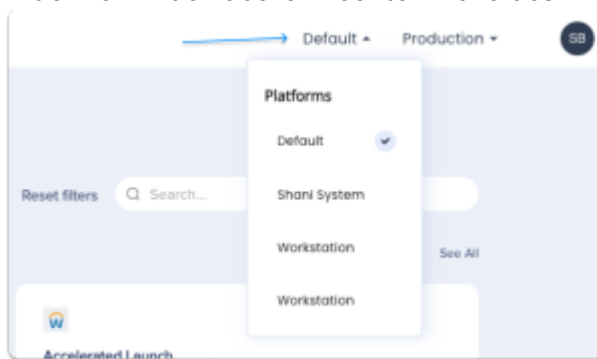 Default Production SB
Platforms
Default
Reset filters Search... Shani System
Workstation See All
Workstation
W
Accelerated Launch